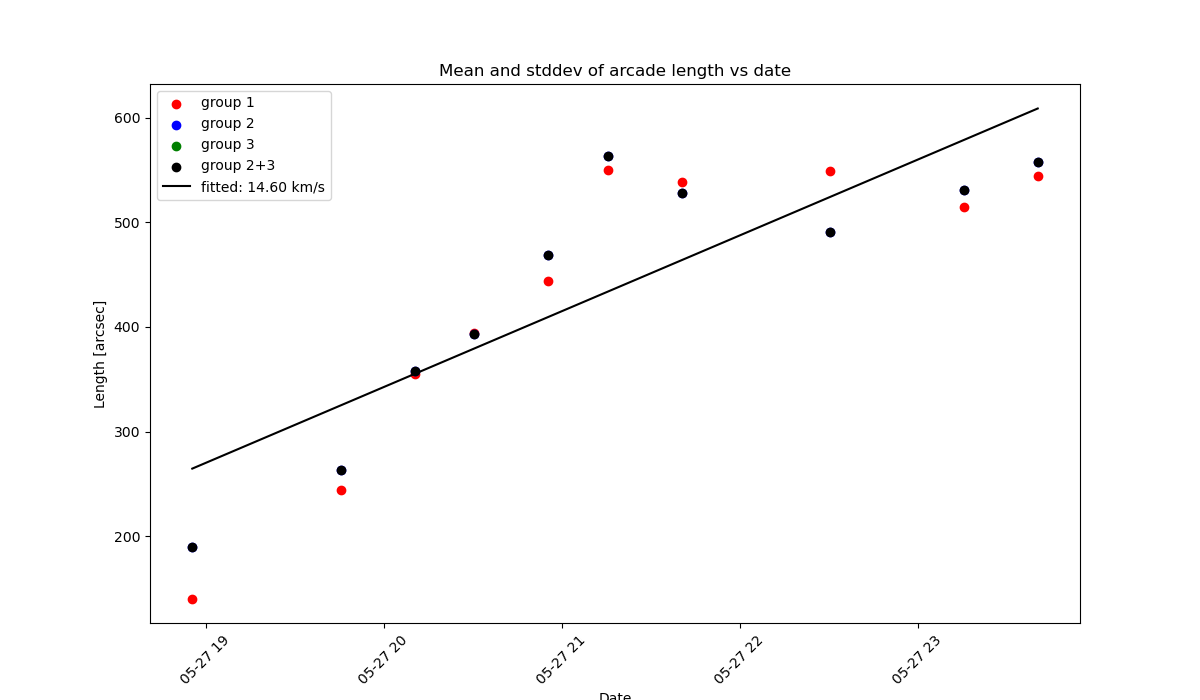 Mean and stddev of arcade length vs date
group 1
group 2
group 3
group 2+3
fitted: 14.60 km/s
600
500
400
300
200
Length [arcsec]
05-27 19
05-27 20
05-27 21
05-27 22
05-27 23
Date